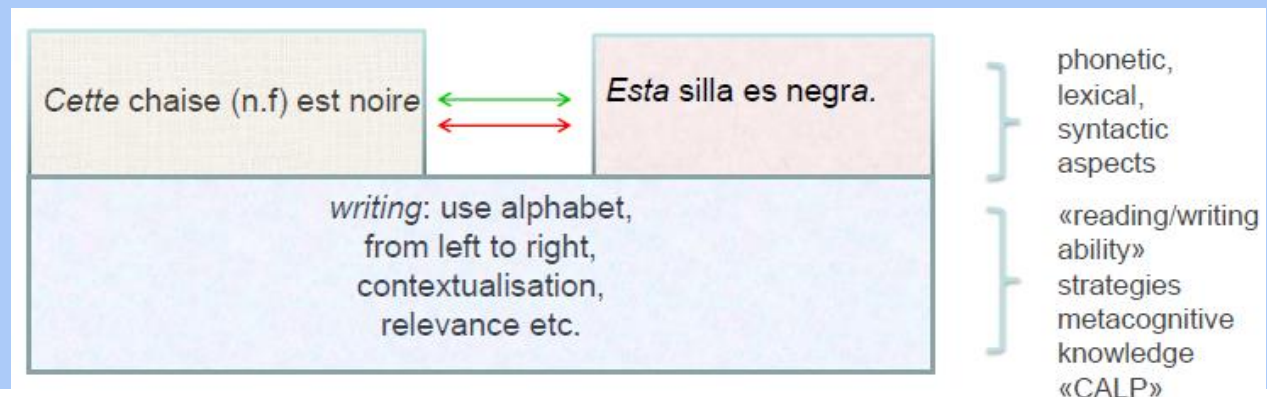 Cette chaise (n.f) est noire
Esta silla es negra.
phonetic,
lexical,
syntactic
aspects
writing: use alphabet,
from left to right,
contextualisation,
relevance etc.
«reading/writing
ability»
strategies
metacognitive
knowledge
«CALP»